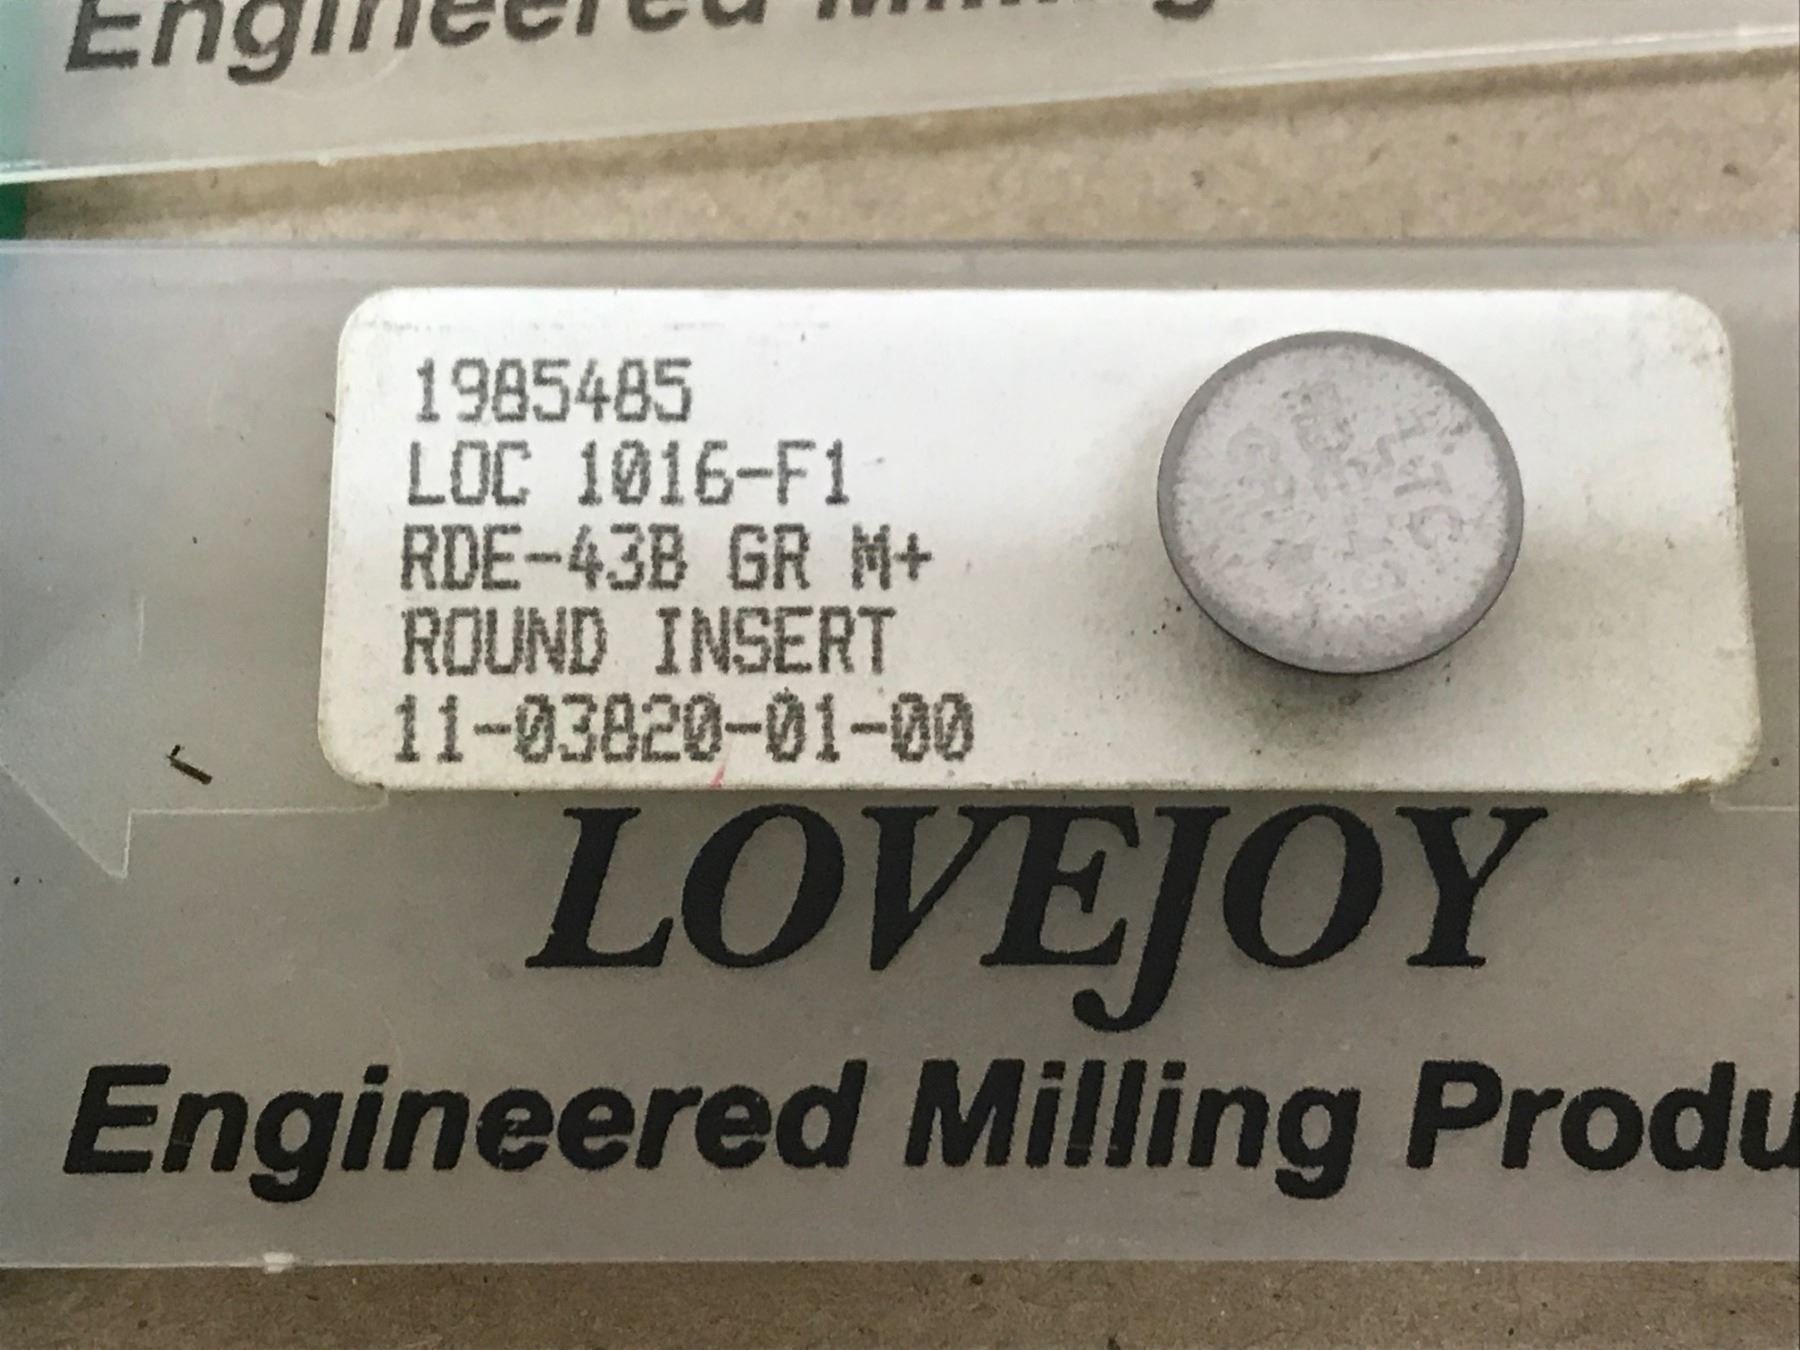 Engineered Milling
1985485
LOC 1016-F1
RDE-43B GR M+
ROUND INSERT
11-03820-01-00
LOVEJOY
Engineered Milling Produ